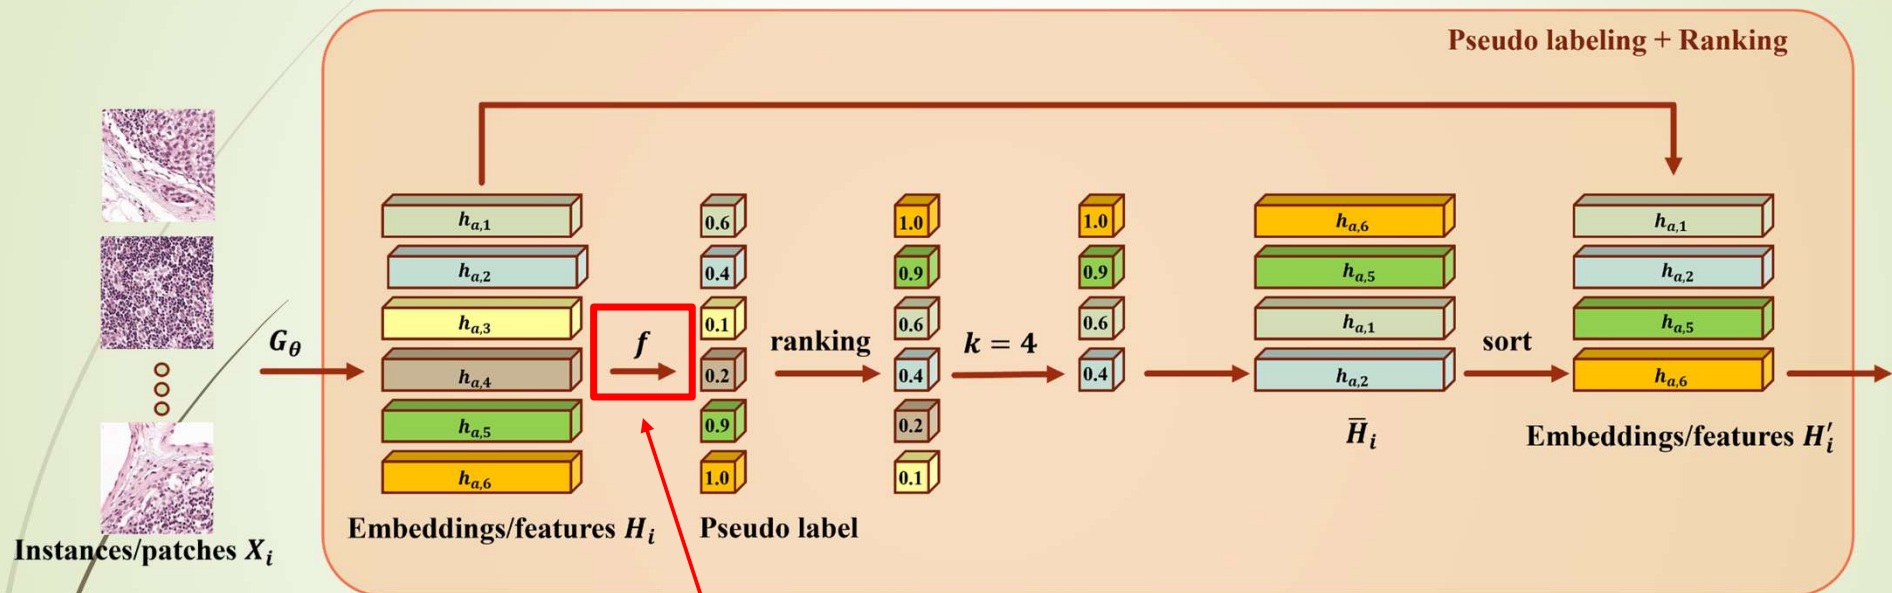 Pseudo labeling + Ranking
Instances/patches X_i
G_θ
h_{a,1}
h_{a,2}
h_{a,3}
h_{a,4}
h_{a,5}
h_{a,6}
Embeddings/features H_i
f
0.6
0.4
0.1
0.2
0.9
1.0
Pseudo label
ranking
1.0
0.9
0.6
0.4
0.2
0.1
k = 4
1.0
0.9
0.6
0.4
h_{a,6}
h_{a,5}
h_{a,1}
h_{a,2}
H̅_i
sort
h_{a,1}
h_{a,2}
h_{a,5}
h_{a,6}
Embeddings/features H'_i